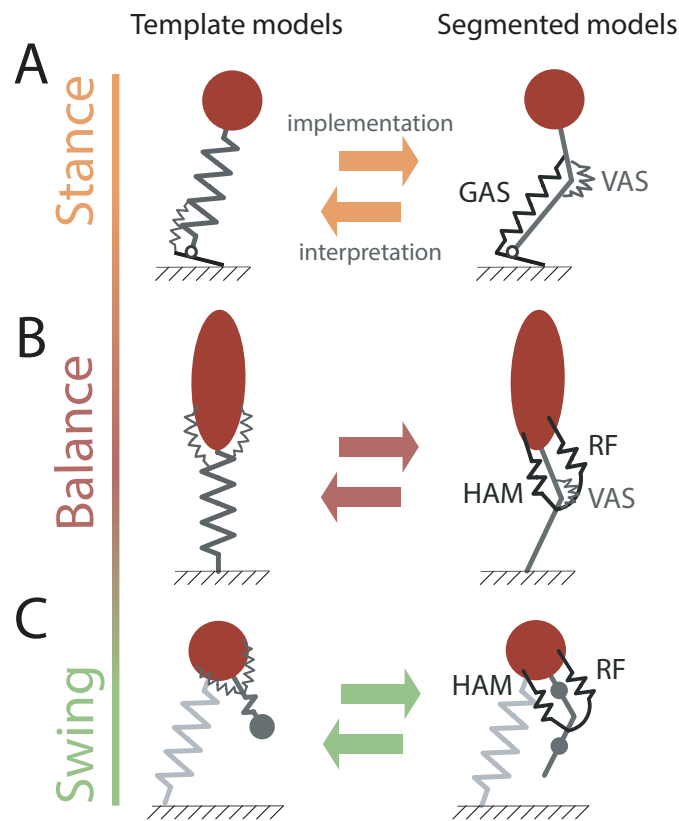 Template models
Segmented models
A
Stance
implementation
interpretation
GAS
VAS
B
Balance
HAM
RF
VAS
C
Swing
HAM
RF